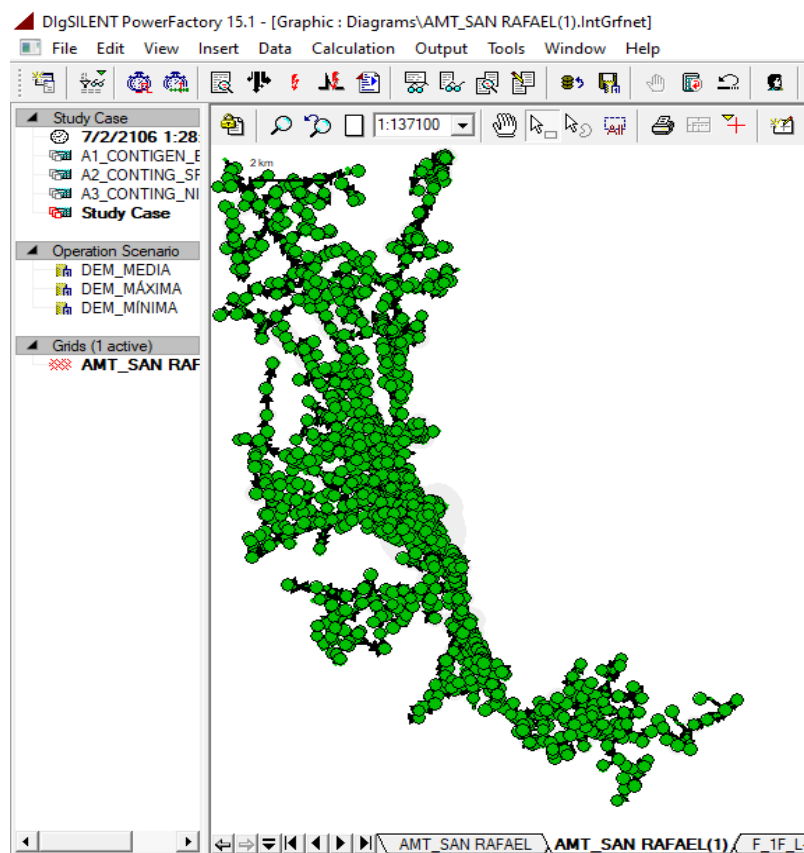 DIgSILENT PowerFactory 15.1 - [Graphic : Diagrams\AMT_SAN RAFAEL(1).IntGrfnet]
File Edit View Insert Data Calculation Output Tools Window Help
Study Case
7/2/2106 1:28:
A1_CONTIGEN_E
A2_CONTING_SF
A3_CONTING_NI
Study Case
Operation Scenario
DEM_MEDIA
DEM_MÁXIMA
DEM_MÍNIMA
Grids (1 active)
AMT_SAN RAF
1:137100
2 km
AMT_SAN RAFAEL AMT_SAN RAFAEL(1) F_1F_L